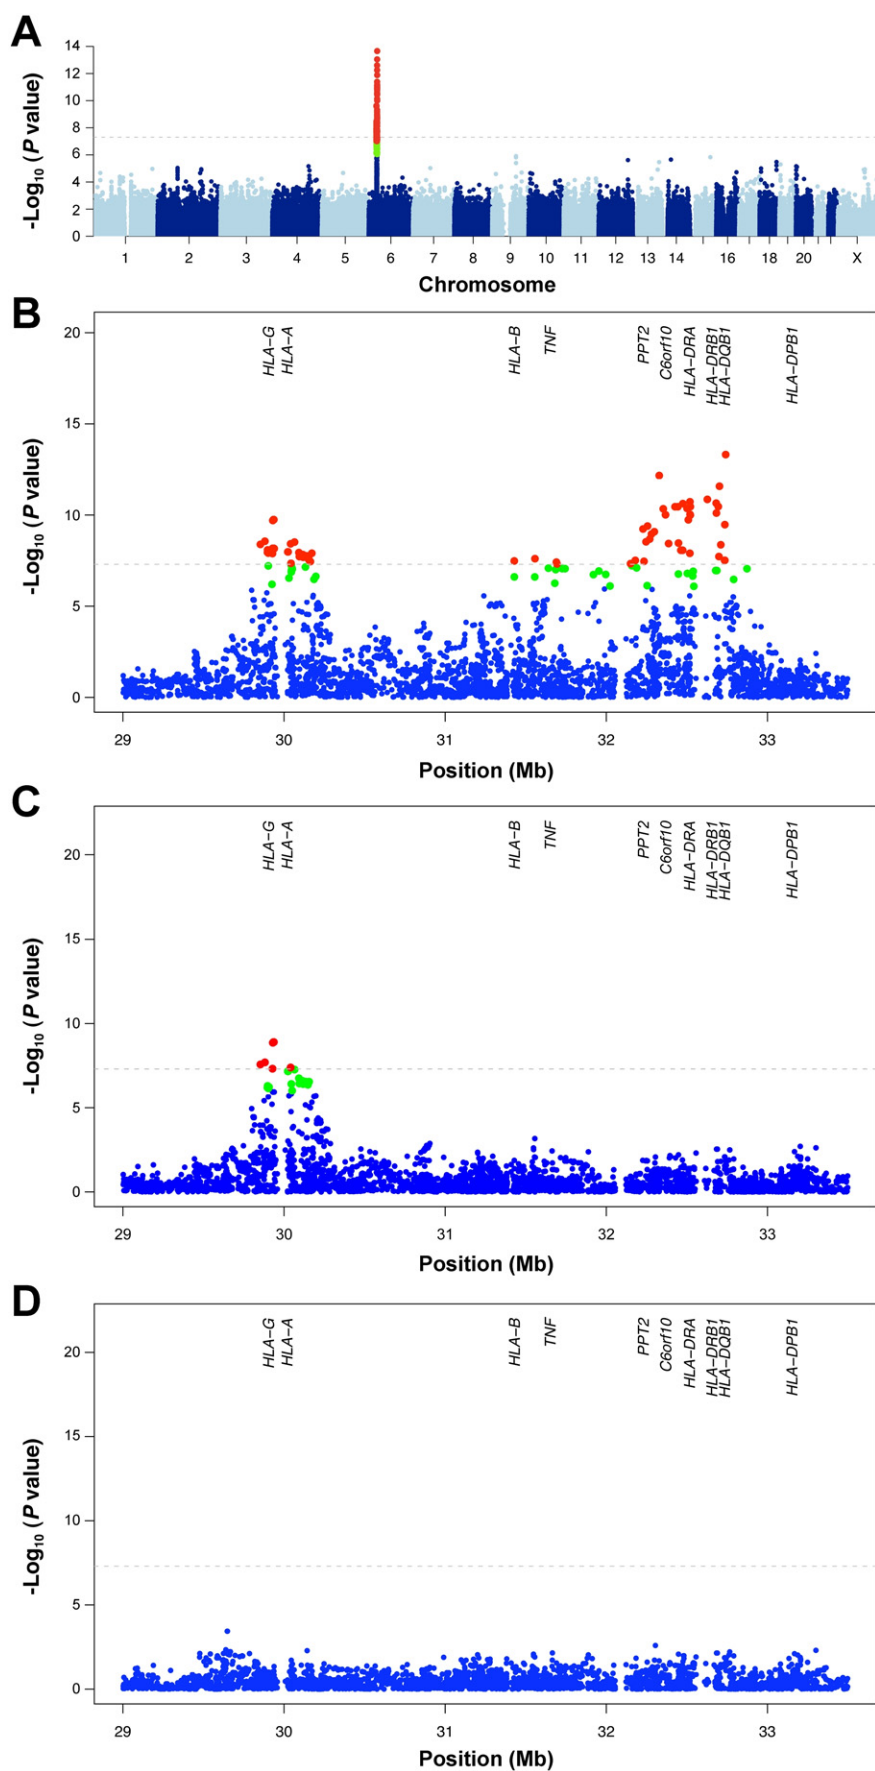 A
14
12
10
8
6
4
2
0
-Log10 (P value)
1 2 3 4 5 6 7 8 9 10 11 12 13 14 16 18 20 X
Chromosome
B
20
15
10
5
0
-Log10 (P value)
HLA-G HLA-A HLA-B TNF PPT2 C6orf10 HLA-DRA HLA-DRB1 HLA-DQB1 HLA-DPB1
29 30 31 32 33
Position (Mb)
C
20
15
10
5
0
-Log10 (P value)
HLA-G HLA-A HLA-B TNF PPT2 C6orf10 HLA-DRA HLA-DRB1 HLA-DQB1 HLA-DPB1
29 30 31 32 33
Position (Mb)
D
20
15
10
5
0
-Log10 (P value)
HLA-G HLA-A HLA-B TNF PPT2 C6orf10 HLA-DRA HLA-DRB1 HLA-DQB1 HLA-DPB1
29 30 31 32 33
Position (Mb)